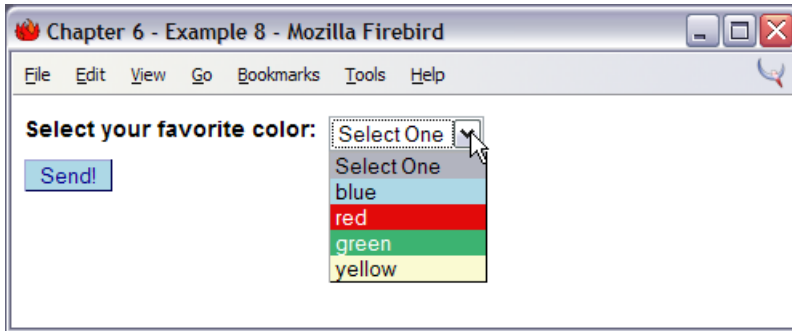 Chapter 6 - Example 8 - Mozilla Firebird
File Edit View Go Bookmarks Tools Help
Select your favorite color: Select One
Send!
Select One
blue
red
green
yellow